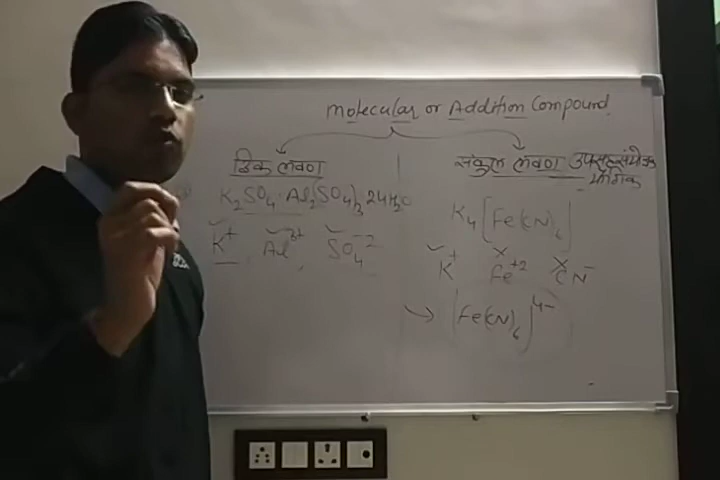 molecular or Addition Compound
द्विक लवण
संकुल लवण उपसहसंयोजक
यौगिक
K₂SO₄·Al₂(SO₄)₃ 24H₂O
K⁺ Al³⁺ SO₄⁻²
K₄[Fe(CN)₆]
K⁺ Fe⁺² CN⁻
→ [Fe(CN)₆]⁴⁻